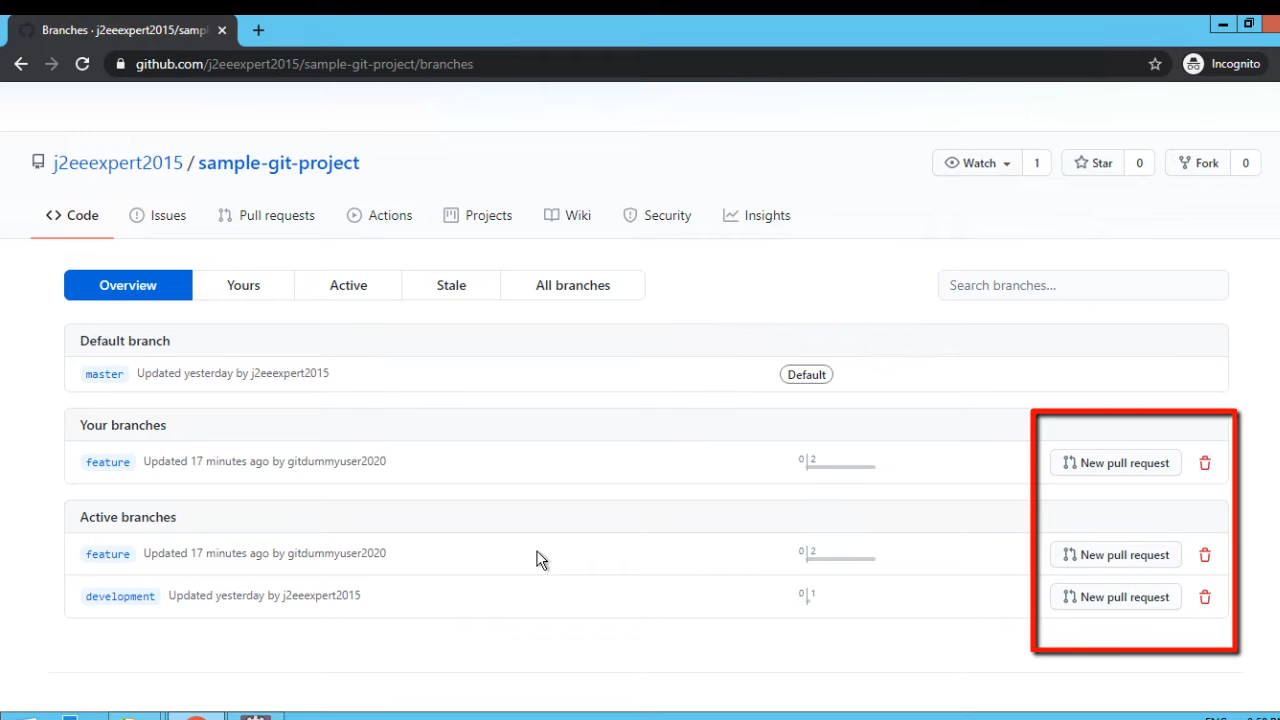 Branches · j2eeexpert2015/samp
github.com/j2eeexpert2015/sample-git-project/branches
Incognito
j2eeexpert2015 / sample-git-project
Watch 1
Star 0
Fork 0
Code
Issues
Pull requests
Actions
Projects
Wiki
Security
Insights
Overview
Yours
Active
Stale
All branches
Search branches...
Default branch
master Updated yesterday by j2eeexpert2015 Default
Your branches
feature Updated 17 minutes ago by gitdummyuser2020 0 2 New pull request
Active branches
feature Updated 17 minutes ago by gitdummyuser2020 0 2 New pull request
development Updated yesterday by j2eeexpert2015 0 1 New pull request